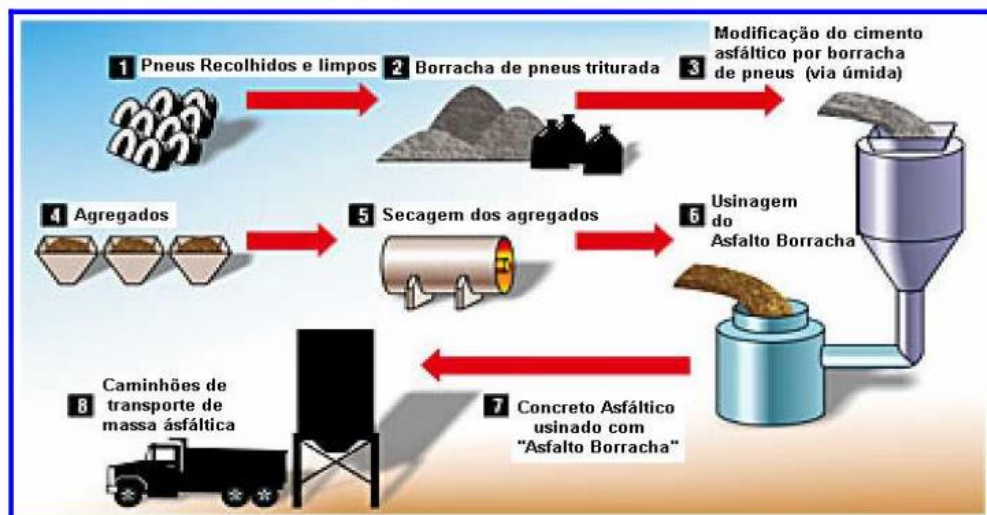 1 Pneus Recolhidos e limpos
2 Borracha de pneus triturada
3 Modificação do cimento
asfáltico por borracha
de pneus (via úmida)
4 Agregados
5 Secagem dos agregados
6 Usinagem
do
Asfalto Borracha
7 Concreto Asfáltico
usinado com
"Asfalto Borracha"
8 Caminhões de
transporte de
massa ásfáltica